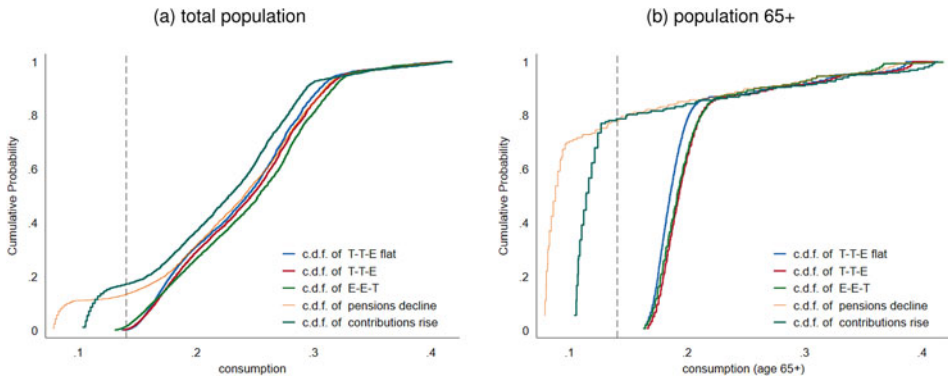 (a) total population
1
.8
.6
.4
.2
0
Cumulative Probability
c.d.f. of T-T-E flat
c.d.f. of T-T-E
c.d.f. of E-E-T
c.d.f. of pensions decline
c.d.f. of contributions rise
.1 .2 .3 .4
consumption
(b) population 65+
1
.8
.6
.4
.2
0
Cumulative Probability
c.d.f. of T-T-E flat
c.d.f. of T-T-E
c.d.f. of E-E-T
c.d.f. of pensions decline
c.d.f. of contributions rise
.1 .2 .3 .4
consumption (age 65+)